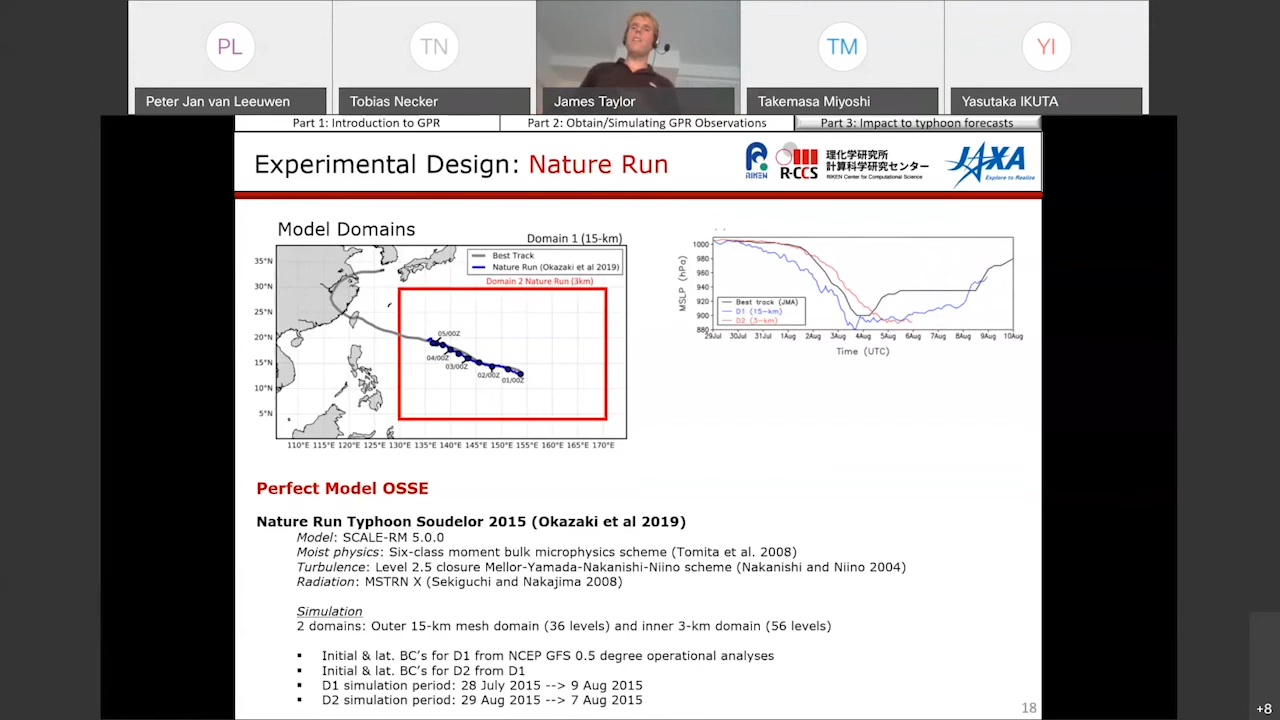 PL
TN
TM
YI
Peter Jan van Leeuwen
Tobias Necker
James Taylor
Takemasa Miyoshi
Yasutaka IKUTA
Part 1: Introduction to GPR
Part 2: Obtain/Simulating GPR Observations
Part 3: Impact to typhoon forecasts
Experimental Design: Nature Run
RIKEN
R-CCS
理化学研究所
計算科学研究センター
RIKEN Center for Computational Science
JAXA
Explore to Realize
Model Domains
Domain 1 (15-km)
Best Track
Nature Run (Okazaki et al 2019)
Domain 2 Nature Run (3km)
35°N
30°N
25°N
20°N
15°N
10°N
5°N
05/00Z
04/00Z
03/00Z
02/00Z
01/00Z
110°E 115°E 120°E 125°E 130°E 135°E 140°E 145°E 150°E 155°E 160°E 165°E 170°E
MSLP (hPa)
1000
980
960
940
920
900
880
Best track (JMA)
D1 (15-km)
D2 (3-km)
29Jul 30Jul 31Jul 1Aug 2Aug 3Aug 4Aug 5Aug 6Aug 7Aug 8Aug 9Aug 10Aug
Time (UTC)
Perfect Model OSSE
Nature Run Typhoon Soudelor 2015 (Okazaki et al 2019)
Model: SCALE-RM 5.0.0
Moist physics: Six-class moment bulk microphysics scheme (Tomita et al. 2008)
Turbulence: Level 2.5 closure Mellor-Yamada-Nakanishi-Niino scheme (Nakanishi and Niino 2004)
Radiation: MSTRN X (Sekiguchi and Nakajima 2008)
Simulation
2 domains: Outer 15-km mesh domain (36 levels) and inner 3-km domain (56 levels)
▪ Initial & lat. BC's for D1 from NCEP GFS 0.5 degree operational analyses
▪ Initial & lat. BC's for D2 from D1
▪ D1 simulation period: 28 July 2015 --> 9 Aug 2015
▪ D2 simulation period: 29 Aug 2015 --> 7 Aug 2015
18
+8